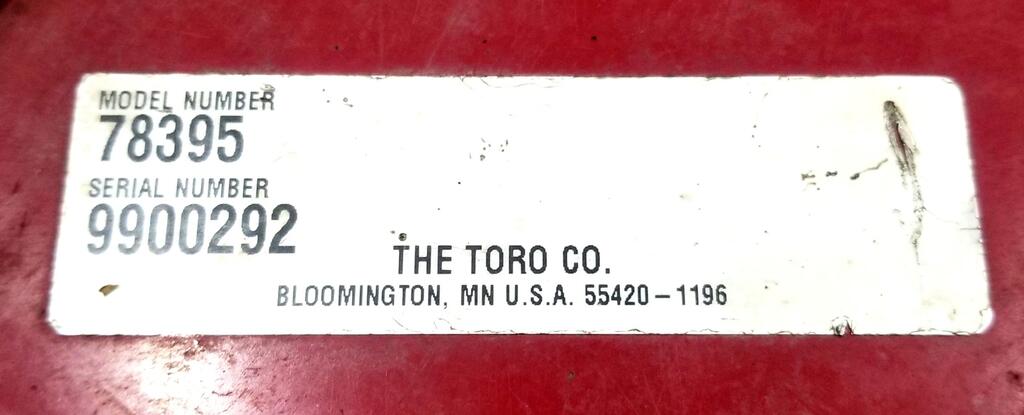 MODEL NUMBER
78395
SERIAL NUMBER
9900292
THE TORO CO.
BLOOMINGTON, MN U.S.A. 55420-1196